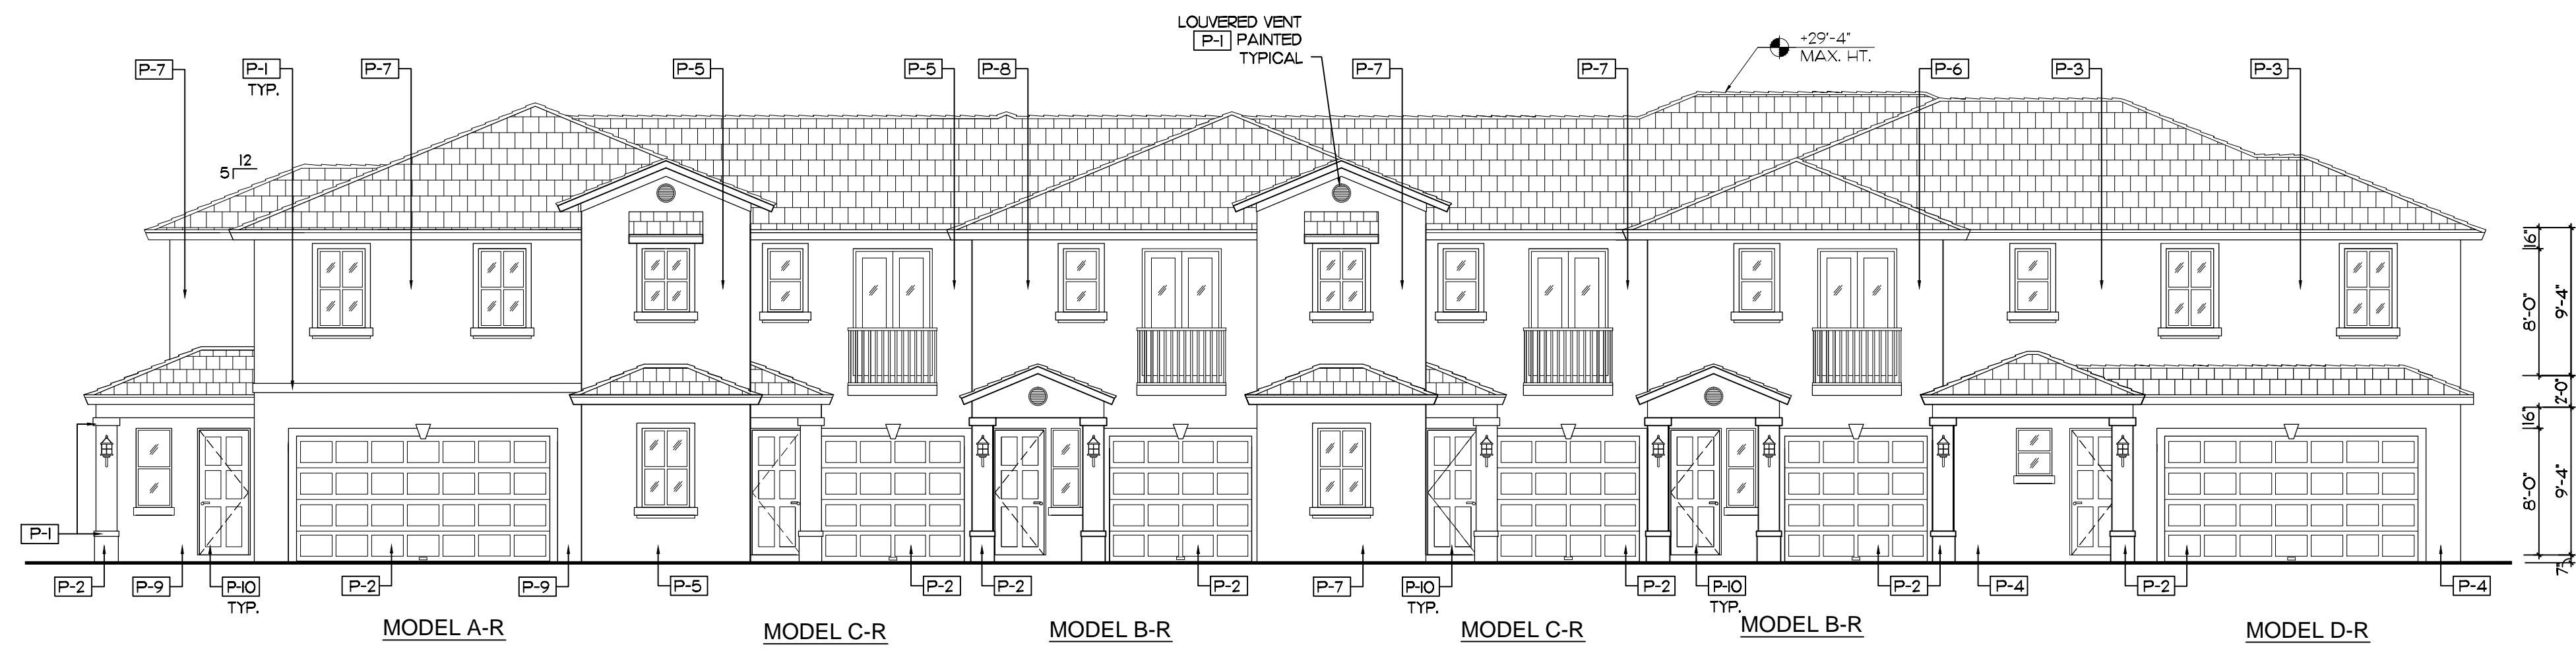 LOUVERED VENT
P-1 PAINTED
TYPICAL
+29'-4"
MAX. HT.
P-7
P-1
TYP.
P-7
P-5
P-5
P-8
P-7
P-7
P-6
P-3
P-3
12
5
16"
8'-0"
9'-4"
2'-0"
16"
8'-0"
9'-4"
7"
P-1
P-2
P-9
P-10
TYP.
P-2
P-9
P-5
P-2
P-2
P-2
P-7
P-10
TYP.
P-2
P-10
TYP.
P-2
P-4
P-2
P-4
MODEL A-R
MODEL C-R
MODEL B-R
MODEL C-R
MODEL B-R
MODEL D-R